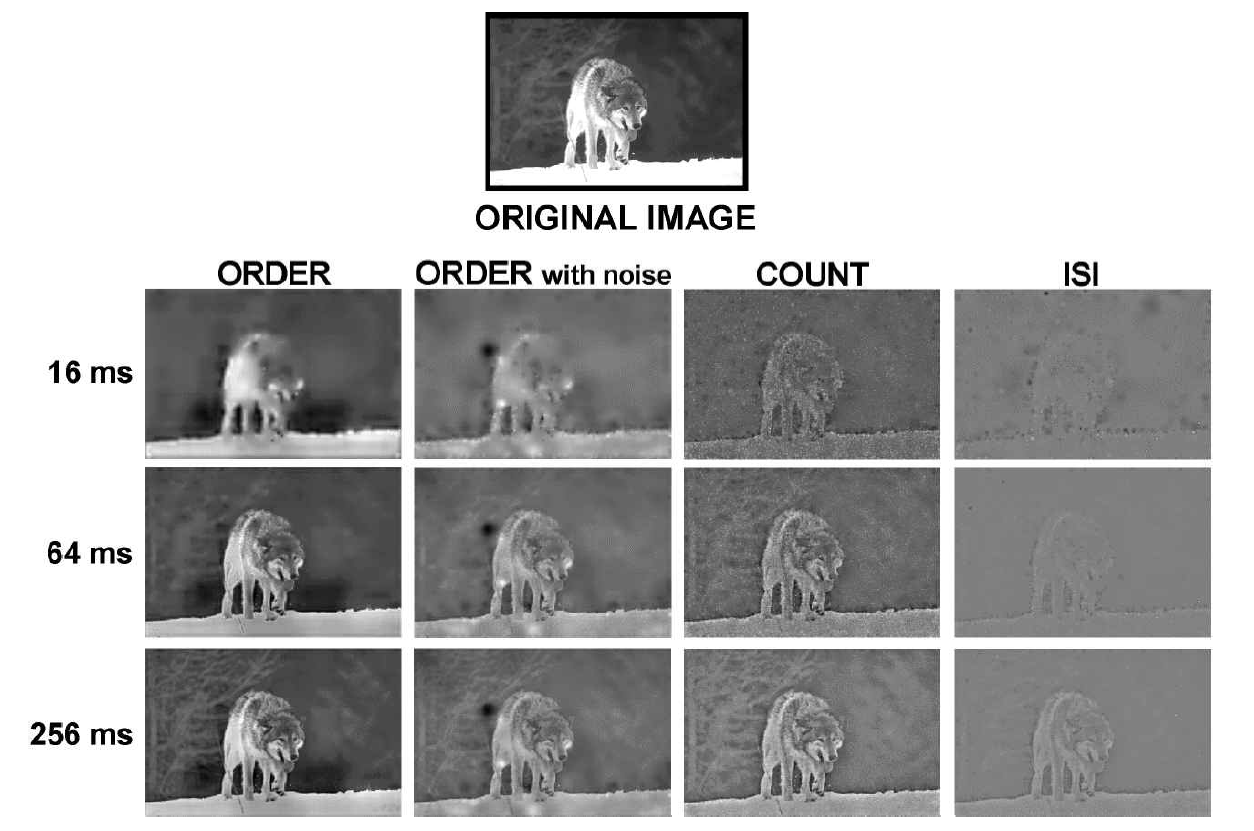 ORIGINAL IMAGE
ORDER ORDER with noise COUNT ISI
16 ms
64 ms
256 ms